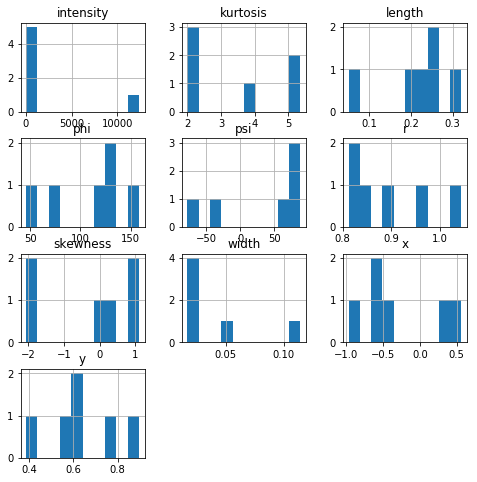 intensity kurtosis length
4 3 2
2 2 1
1
0 0 0
0 5000 10000 2 3 4 5 0.1 0.2 0.3
phi psi r
2 3 2
2
1 1 1
0 0 0
50 100 150 −50 0 50 0.8 0.9 1.0
skewness width x
2 4 2
1 2 1
0 0 0
−2 −1 0 1 0.05 0.10 −1.0 −0.5 0.0 0.5
y
2
1
0
0.4 0.6 0.8